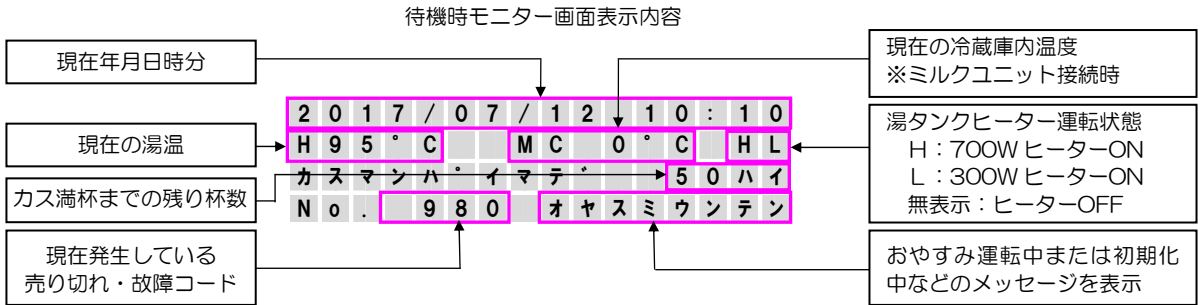 待機時モニター画面表示内容
現在年月日時分
現在の湯温
カス満杯までの残り杯数
現在発生している
売り切れ・故障コード
2017/07/12 10:10
H95°C MC 0°C HL
カスマンハ゜イマテ゛ 50ハイ
No. 980 オヤスミウンテン
現在の冷蔵庫内温度
※ミルクユニット接続時
湯タンクヒーター運転状態
H：700WヒーターON
L：300WヒーターON
無表示：ヒーターOFF
おやすみ運転中または初期化
中などのメッセージを表示